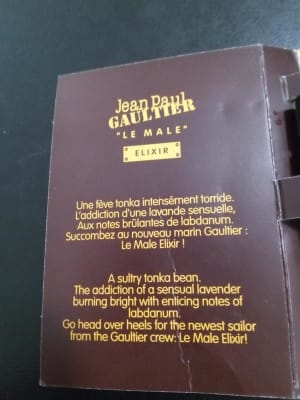 Jean Paul
GAULTIER
"LE MALE"
ELIXIR
Une fève tonka intensément torride.
L'addiction d'une lavande sensuelle,
Aux notes brûlantes de labdanum.
Succombez au nouveau marin Gaultier :
Le Male Elixir !
A sultry tonka bean.
The addiction of a sensual lavender
burning bright with enticing notes of
labdanum.
Go head over heels for the newest sailor
from the Gaultier crew: Le Male Elixir!